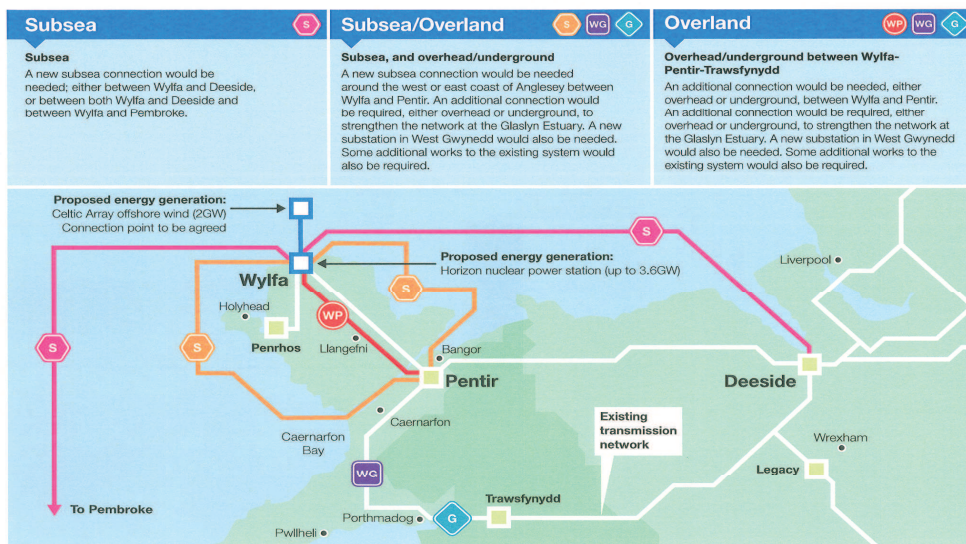 Subsea
S
Subsea
A new subsea connection would be
needed; either between Wylfa and Deeside,
or between both Wylfa and Deeside and
between Wylfa and Pembroke.
Subsea/Overland
S WG G
Subsea, and overhead/underground
A new subsea connection would be needed
around the west or east coast of Anglesey between
Wylfa and Pentir. An additional connection would
be required, either overhead or underground, to
strengthen the network at the Glaslyn Estuary. A new
substation in West Gwynedd would also be needed.
Some additional works to the existing system would
also be required.
Overland
WP WG G
Overhead/underground between Wylfa-
Pentir-Trawsfynydd
An additional connection would be needed, either
overhead or underground, between Wylfa and Pentir.
An additional connection would be required, either
overhead or underground, to strengthen the network at
the Glaslyn Estuary. A new substation in West Gwynedd
would also be needed. Some additional works to the
existing system would also be required.
Proposed energy generation:
Celtic Array offshore wind (2GW)
Connection point to be agreed
S
Proposed energy generation:
Horizon nuclear power station (up to 3.6GW)
Liverpool
Wylfa
S
Holyhead
WP
Penrhos
Llangefni
S
S
Bangor
Pentir
Deeside
Caernarfon
Caernarfon
Bay
Existing
transmission
network
Wrexham
Legacy
WG
To Pembroke
Trawsfynydd
Porthmadog
G
Pwllheli